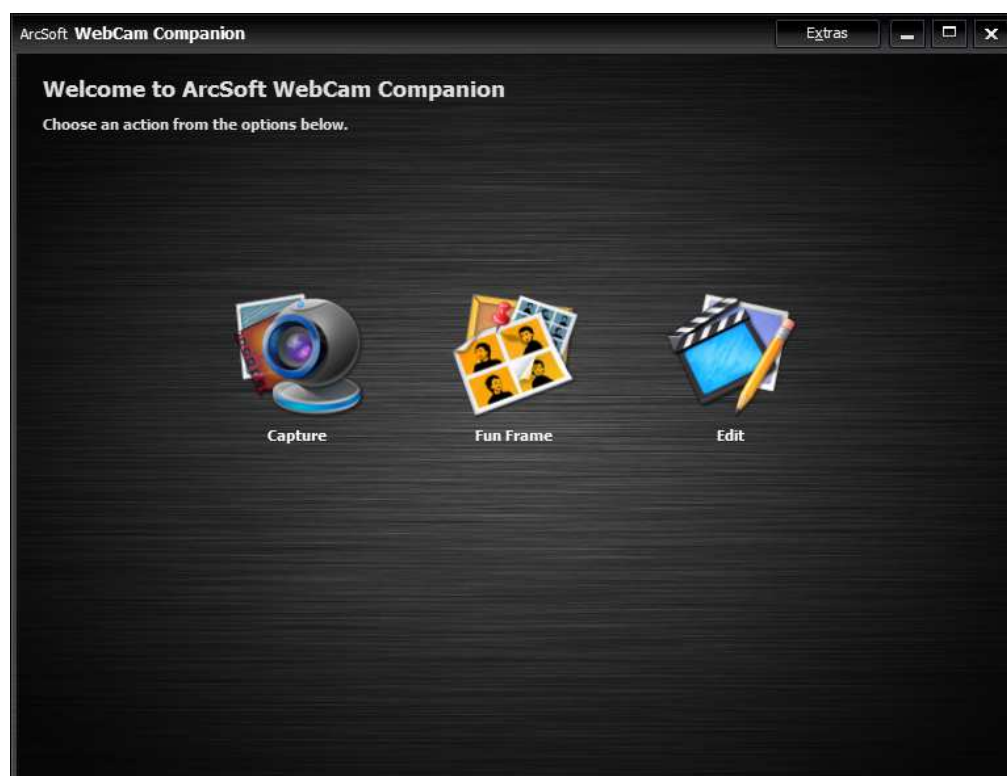 ArcSoft WebCam Companion
Extras
Welcome to ArcSoft WebCam Companion
Choose an action from the options below.
Capture
Fun Frame
Edit